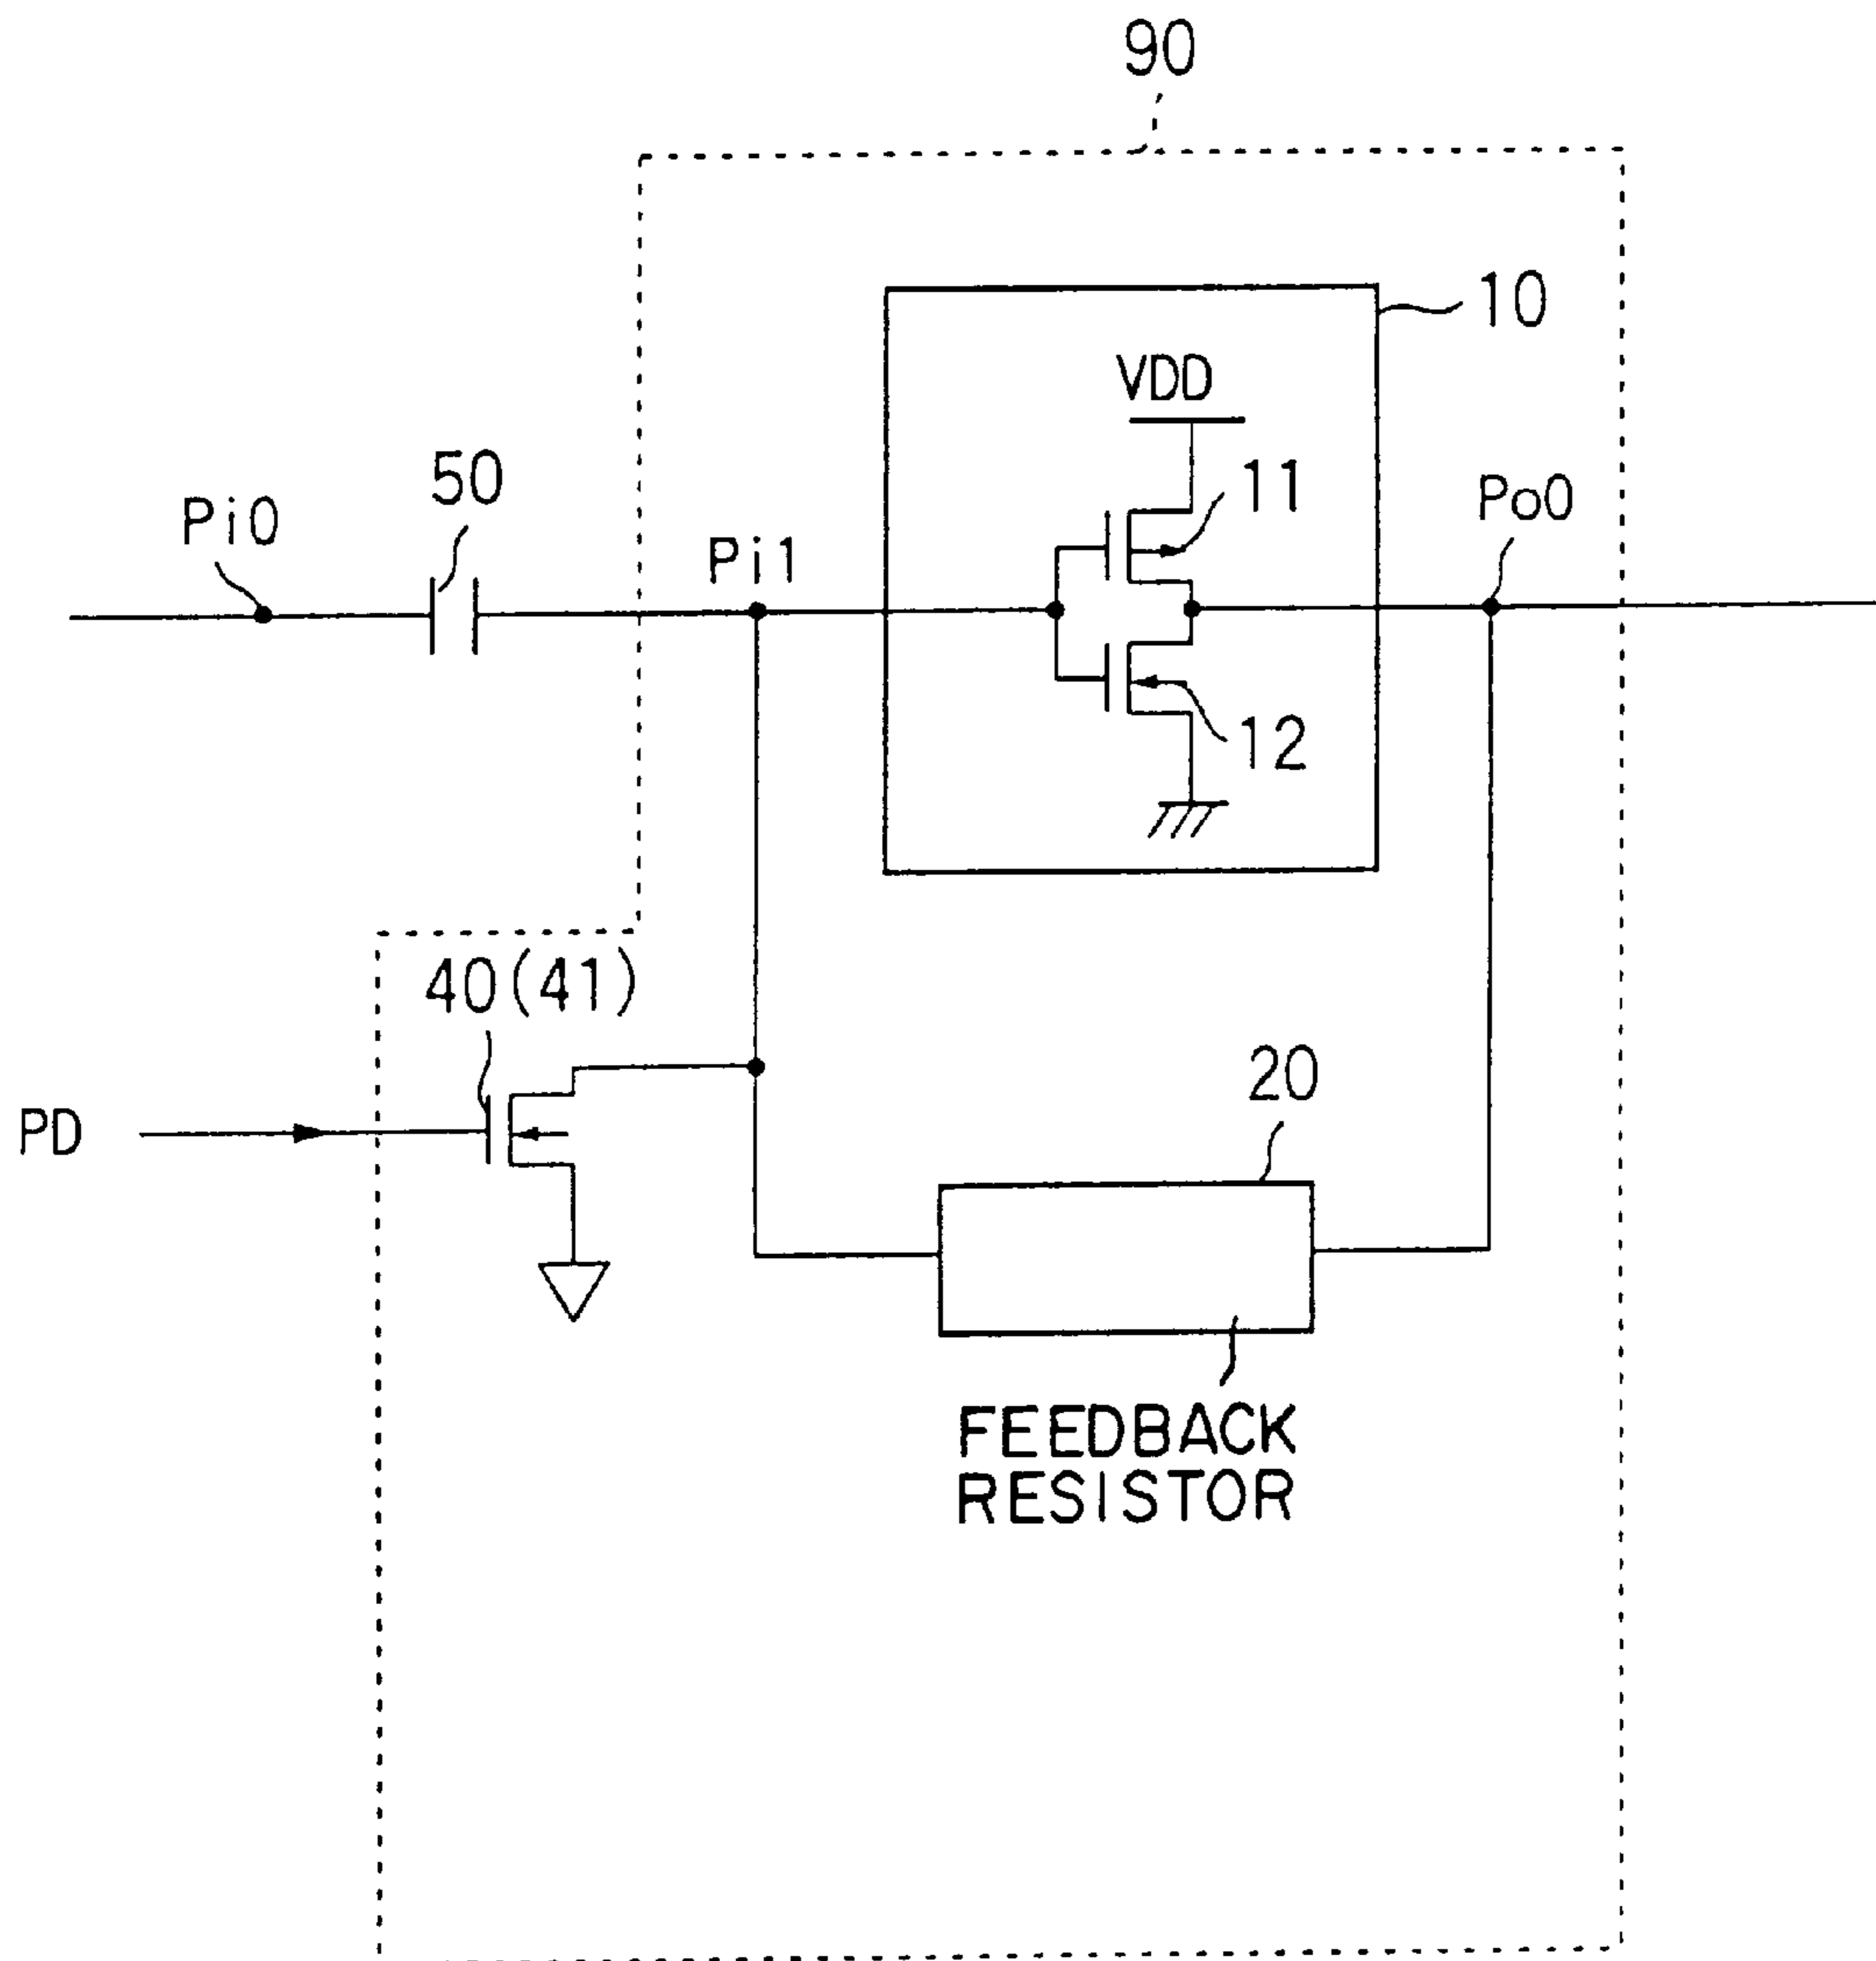 90
10
VDD
11
50
Pi0
Po0
Pi1
12
40(41)
20
PD
FEEDBACK
RESISTOR